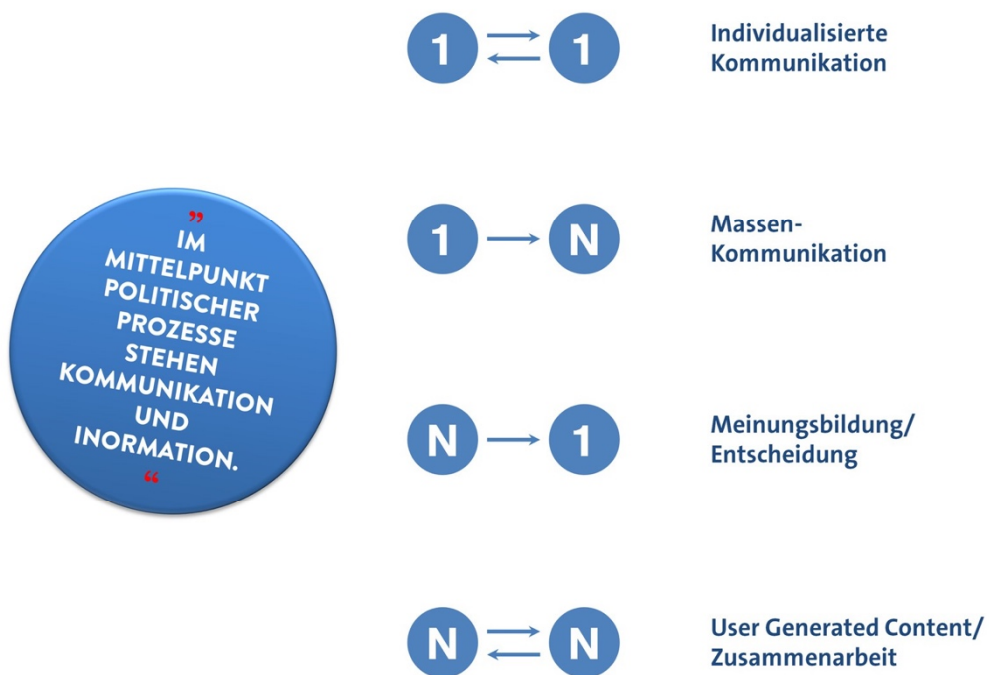 „
IM
MITTELPUNKT
POLITISCHER
PROZESSE
STEHEN
KOMMUNIKATION
UND
INORMATION.
“
1 1
Individualisierte
Kommunikation
1 N
Massen-
Kommunikation
N 1
Meinungsbildung/
Entscheidung
N N
User Generated Content/
Zusammenarbeit